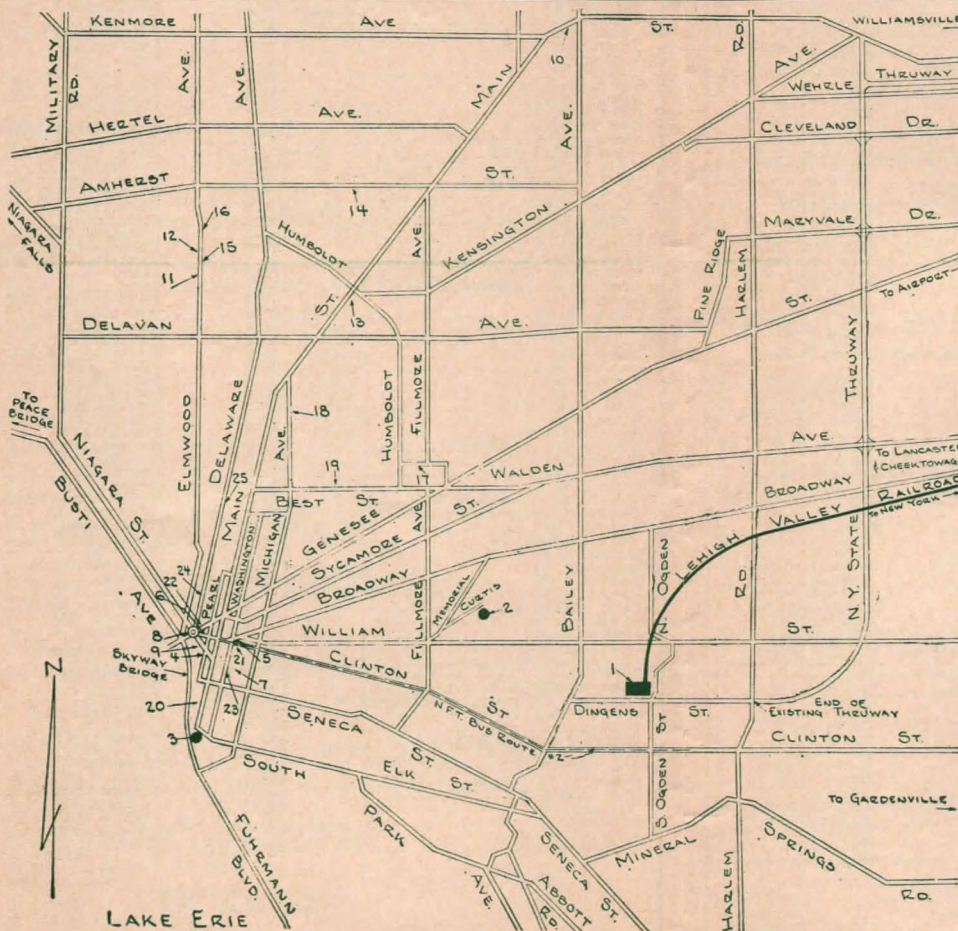 KENMORE AVE
ST.
RD
WILLIAMSVILLE
MILITARY RD.
AVE.
AVE.
MAIN
10
AVE.
WEHRLE
THRUWAY
HERTEL AVE.
CLEVELAND DR.
AVE.
AMHERST ST.
14
NIAGARA FALLS
16
12
15
11
HUMBOLDT
AVE.
KENSINGTON
MARYVALE DR.
PINE RIDGE
HARLEM
ST.
TO AIRPORT
13
DELAVAN AVE.
ST.
TO PEACE BRIDGE
NIAGARA ST.
BUSTI AVE
ELMWOOD
DELAWARE
MAIN
25
2
18
AVE.
HUMBOLDT
FILLMORE
THRUWAY
17
WALDEN AVE.
TO LANCASTER
& CHEEKTOWAGA
19
BEST ST.
BROADWAY
RAILROAD
TO NEW YORK
LEHIGH VALLEY
GENESEE
SYCAMORE ST.
BROADWAY
WASHINGTON
MICHIGAN
PEARL
24
22
6
8
9
4
AVE
FILLMORE
MEMORIAL
CURTIS
2
BAILEY
N. OGDEN
RD
N.Y. STATE
WILLIAM ST.
CLINTON ST
5
21
7
23
SKYWAY BRIDGE
20
3
N
SENECA ST.
N.F.T. BUS ROUTE
#2
1
DINGENS ST.
END OF
EXISTING THRUWAY
CLINTON ST.
ST
S. OGDEN
SOUTH
ELK ST.
PARK AVE.
SENECA ST.
ABBOTT RD.
MINERAL SPRINGS RD.
HARLEM
TO GARDENVILLE
FUHRMANN BLVD.
LAKE ERIE